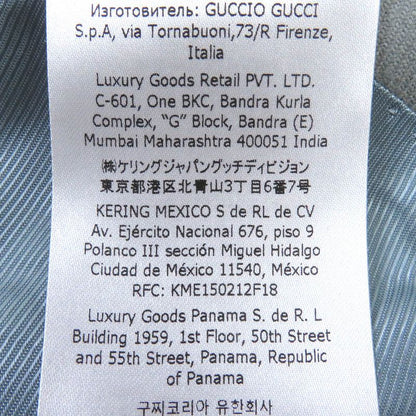 Изготовитель: GUCCIO GUCCI
S.p.A, via Tornabuoni,73/R Firenze,
Italia
Luxury Goods Retail PVT. LTD.
C-601, One BKC, Bandra Kurla
Complex, “G” Block, Bandra (E)
Mumbai Maharashtra 400051 India
㈱ケリングジャパングッチディビジョン
東京都港区北青山3丁目6番7号
KERING MEXICO S de RL de CV
Av. Ejército Nacional 676, piso 9
Polanco III sección Miguel Hidalgo
Ciudad de México 11540, México
RFC: KME150212F18
Luxury Goods Panama S. de R. L
Building 1959, 1st Floor, 50th Street
and 55th Street, Panama, Republic
of Panama
구찌코리아 유한회사